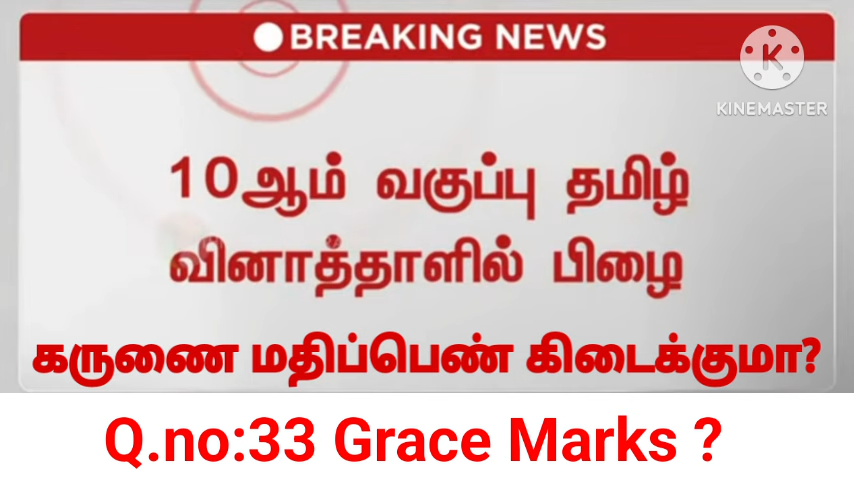 BREAKING NEWS
KINEMASTER
10ஆம் வகுப்பு தமிழ்
வினாத்தாளில் பிழை
கருணை மதிப்பெண் கிடைக்குமா?
Q.no:33 Grace Marks ?